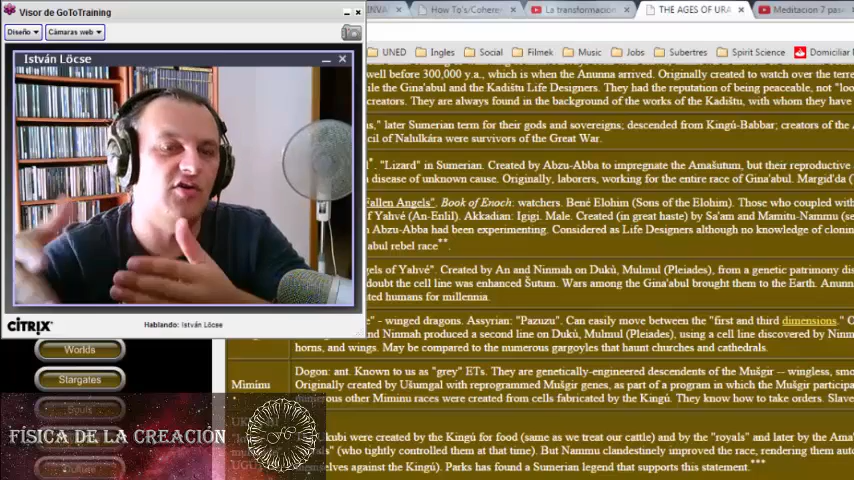 Visor de GoToTraining
Diseño
Cámaras web
István Löcse
CITRIX
Hablando: István Löcse
How To's/Cohere
La transformacion
THE AGES OF URA
Meditacion 7 pase
UNED
Ingles
Social
Filmek
Music
Jobs
Subertres
Spirit Science
Domiciliar
well before 300,000 y.a., which is when the Anunna arrived. Originally created to watch over the terre
ile the Gina'abul and the Kadištu Life Designers. They had the reputation of being peaceable, not "loo
creators. They are always found in the background of the works of the Kadištu, with whom they have
s," later Sumerian term for their gods and sovereigns; descended from Kingú-Babbar; creators of the
cil of Nalulkára were survivors of the Great War.
. "Lizard" in Sumerian. Created by Abzu-Abba to impregnate the Amašutum, but their reproductive
disease of unknown cause. Originally, laborers, working for the entire race of Gina'abul. Margíd'da (
Fallen Angels". Book of Enoch: watchers. Bené Elohim (Sons of the Elohim). Those who coupled with
of Yahvé (An-Enlil). Akkadian: Igigi. Male. Created (in great haste) by Sa'am and Mamitu-Nammu (se
Abzu-Abba had been experimenting. Considered as Life Designers although no knowledge of cloning
abul rebel race**.
gels of Yahvé". Created by An and Ninmah on Dukù, Mulmul (Pleiades), from a genetic patrimony dis
doubt the cell line was enhanced Šutum. Wars among the Gina'abul brought them to the Earth. Anunn
ted humans for millennia.
e" - winged dragons. Assyrian: "Pazuzu". Can easily move between the "first and third dimensions."
and Ninmah produced a second line on Dukù, Mulmul (Pleiades), using a cell line discovered by Ninm
horns, and wings. May be compared to the numerous gargoyles that haunt churches and cathedrals.
Mimínu
Dogon: ant. Known to us as "grey" ETs. They are genetically-engineered descendents of the Mušgir -- wingless, smo
Originally created by Ušumgal with reprogrammed Mušgir genes, as part of a program in which the Mušgir participa
numerous other Mimínu races were created from cells fabricated by the Kingú. They know how to take orders. Slave
ukubi were created by the Kingú for food (same as we treat our cattle) and by the "royals" and later by the Ama
" (who tightly controlled them at that time). But Nammu clandestinely improved the race, rendering them auto
mselves against the Kingú). Parks has found a Sumerian legend that supports this statement.***
Worlds
Stargates
FÍSICA DE LA CREACIÓN